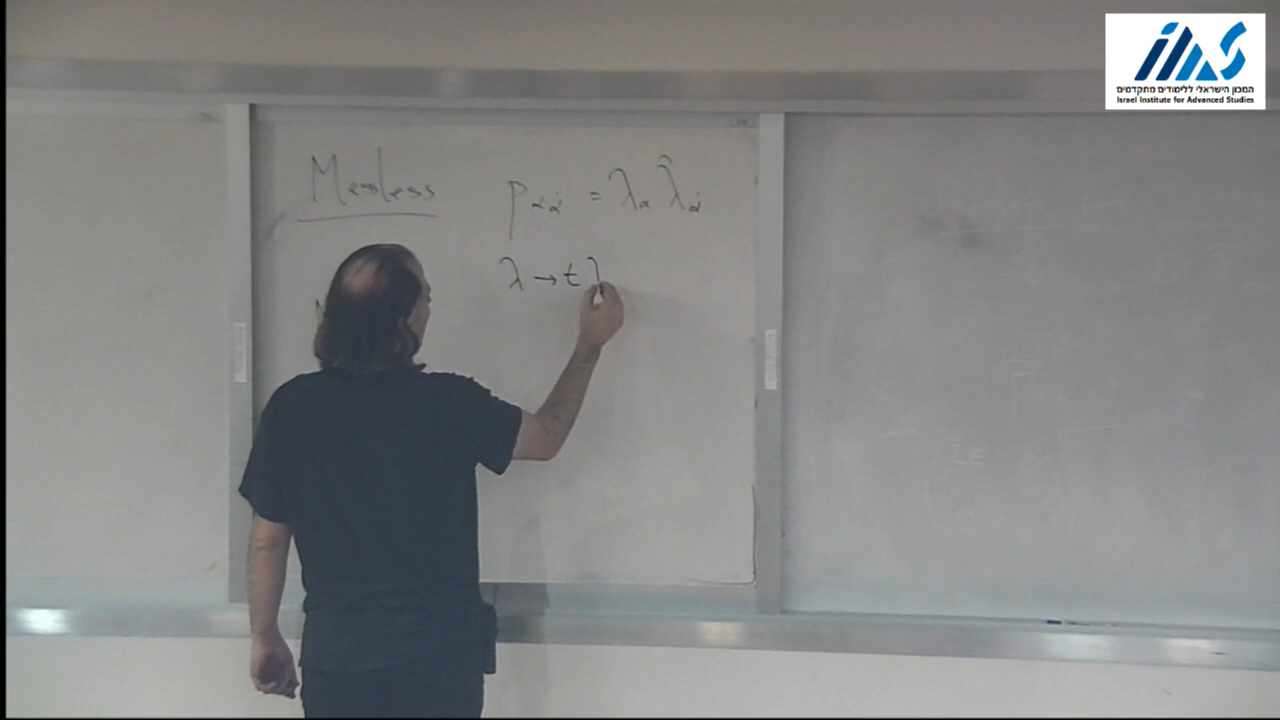 המכון הישראלי ללימודים מתקדמים
Israel Institute for Advanced Studies
Massless p_{αα̇} = λ_α λ̃_α̇
λ → t λ